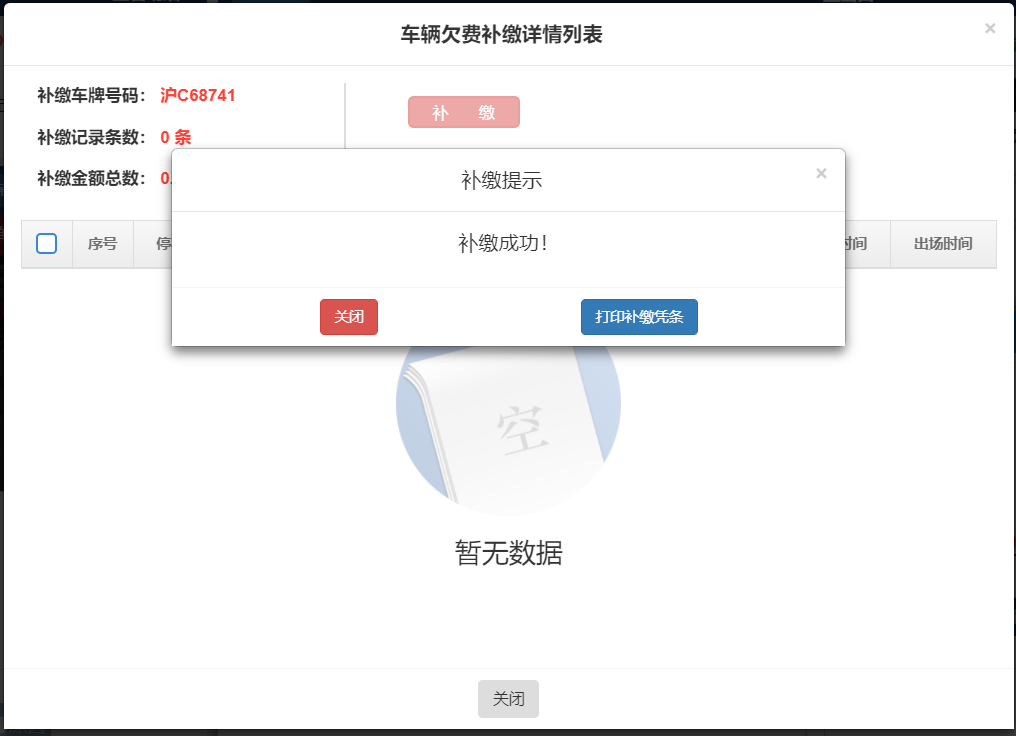 车辆欠费补缴详情列表
×
补缴车牌号码： 沪C68741
补 缴
补缴记录条数： 0 条
补缴提示
×
补缴金额总数： 0.
补缴成功！
序号
停
时间
出场时间
关闭
打印补缴凭条
空
暂无数据
关闭